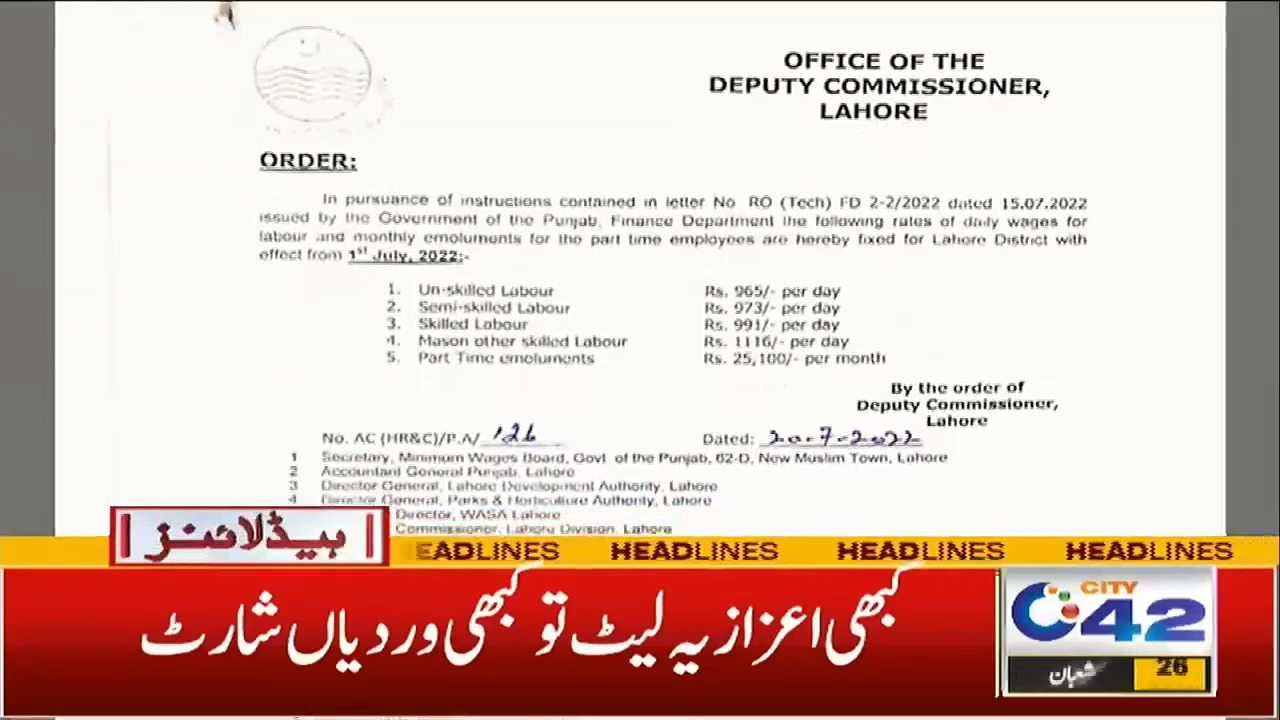 OFFICE OF THE
DEPUTY COMMISSIONER,
LAHORE
ORDER:
In pursuance of instructions contained in letter No RO (Tech) FD 2-2/2022 dated 15.07.2022
issued by the Government of the Punjab, Finance Department the following rates of daily wages for
labour and monthly emoluments for the part time employees are hereby fixed for Lahore District with
effect from 1st July, 2022:-
1. Un-skilled Labour Rs. 965/- per day
2. Semi-skilled Labour Rs. 973/- per day
3. Skilled Labour Rs. 991/- per day
4. Mason other skilled Labour Rs. 1116/- per day
5. Part Time emoluments Rs. 25,100/- per month
By the order of
Deputy Commissioner,
Lahore
No. AC (HR&C)/P.A/ 126 Dated: 20-7-2022
1 Secretary, Minimum Wages Board, Govt of the Punjab, 62-D, New Muslim Town, Lahore
2 Accountant General Punjab, Lahore
3 Director General, Lahore Development Authority, Lahore
4 Director General, Parks & Horticulture Authority, Lahore
Director, WASA Lahore
Commissioner, Lahore Division, Lahore
ہیڈلائنز
EADLINES HEADLINES HEADLINES HEADLINES
کبھی اعزازیہ لیٹ تو کبھی وردیاں شارٹ
CITY
42
شعبان 26